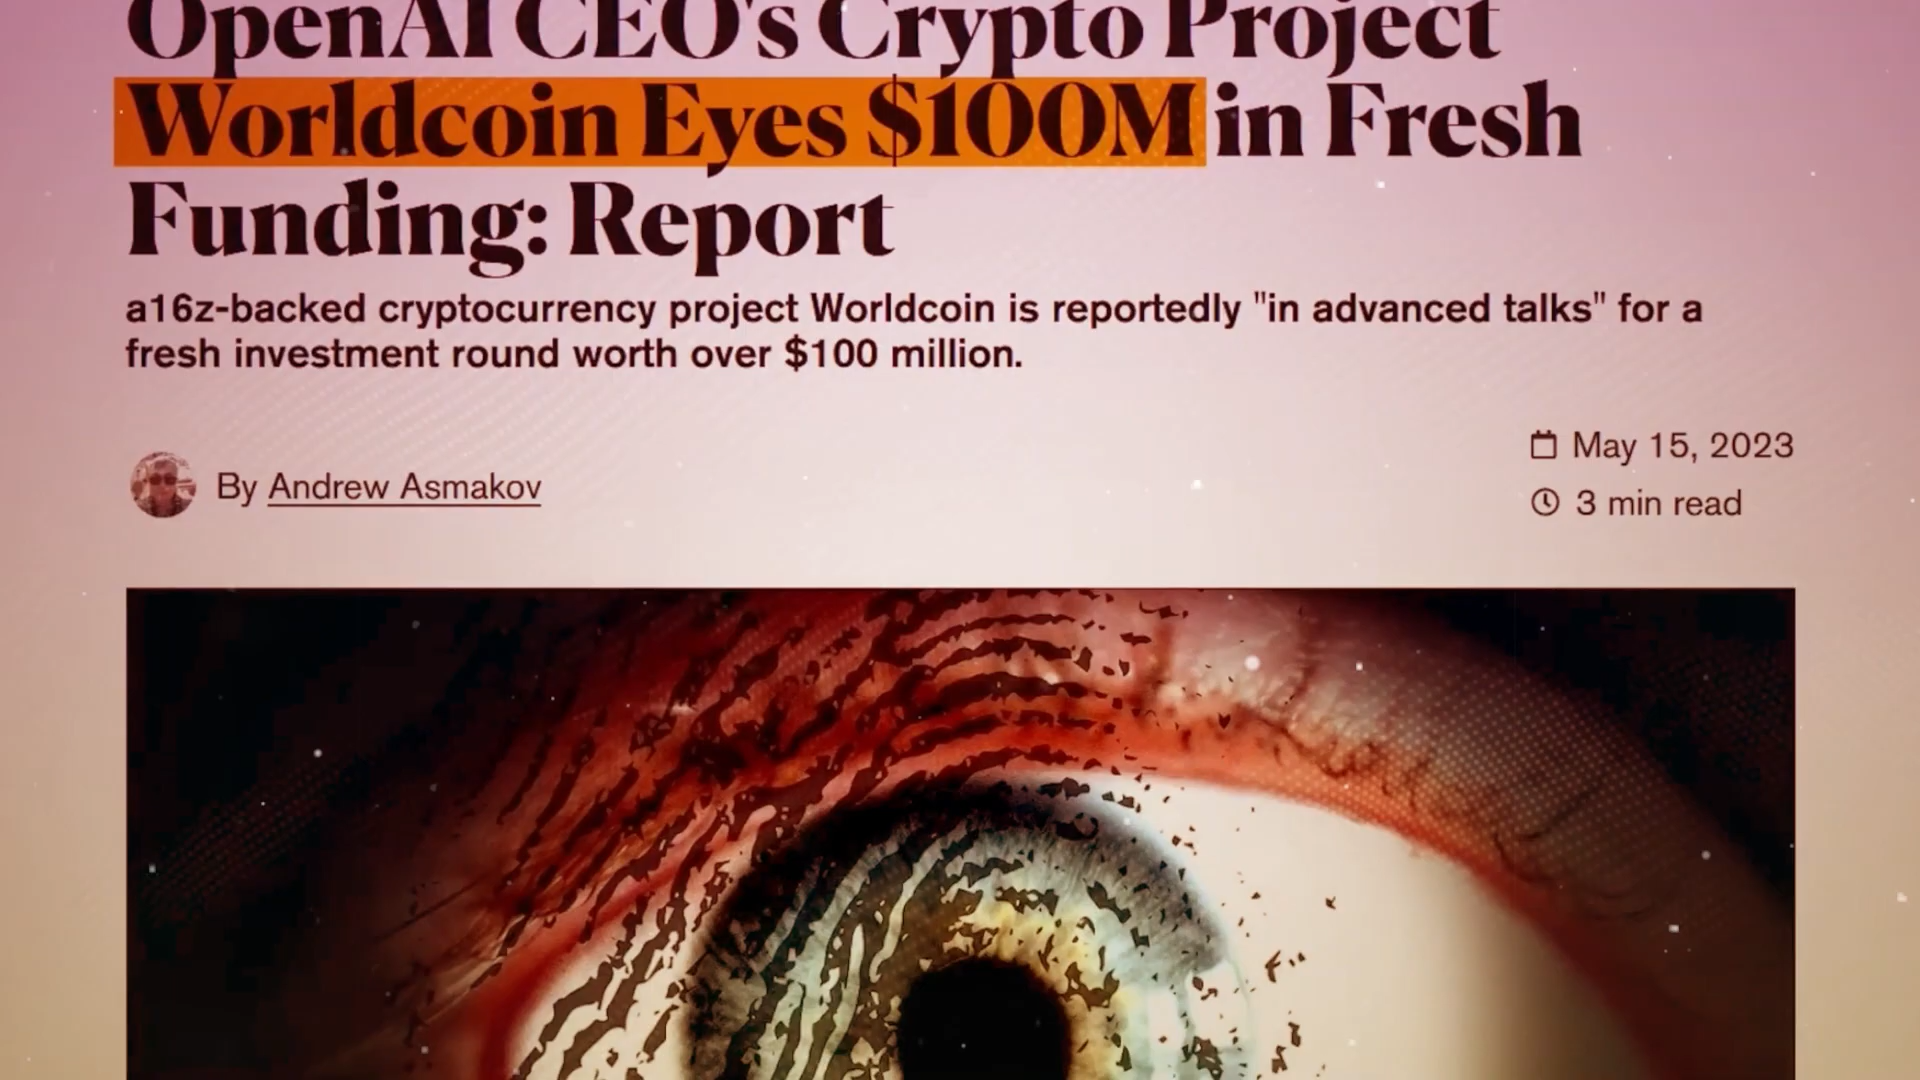 OpenAI CEO's Crypto Project
Worldcoin Eyes $100M in Fresh
Funding: Report
a16z-backed cryptocurrency project Worldcoin is reportedly "in advanced talks" for a
fresh investment round worth over $100 million.
By Andrew Asmakov
May 15, 2023
3 min read